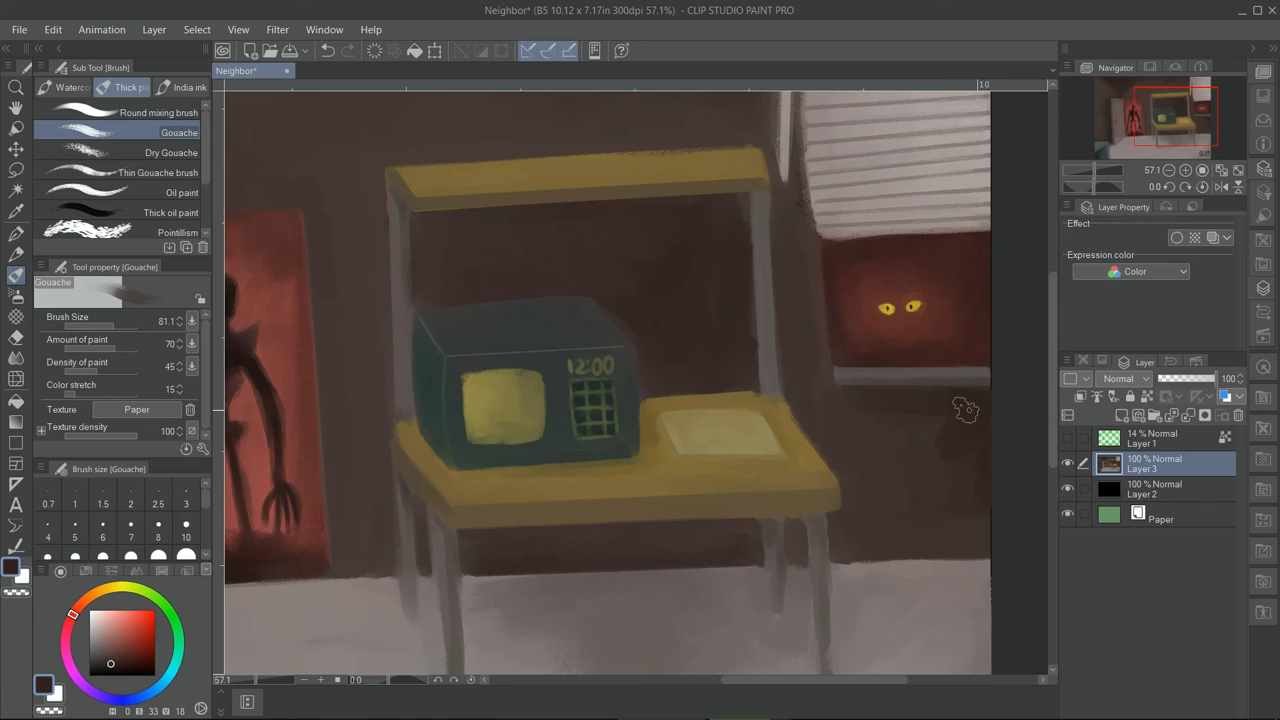 Neighbor* (B5 10.12 x 7.17in 300dpi 57.1%) - CLIP STUDIO PAINT PRO
File Edit Animation Layer Select View Filter Window Help
Sub Tool [Brush]
Waterco Thick pa India ink
Round mixing brush
Gouache
Dry Gouache
Thin Gouache brush
Oil paint
Thick oil paint
Pointillism
Tool property [Gouache]
Gouache
Brush Size 81.1
Amount of paint 70
Density of paint 45
Color stretch 15
Texture Paper
Texture density 100
Brush size [Gouache]
0.7 1 1.5 2 2.5 3
4 5 6 7 8 10
H 0 S 33 V 18
Neighbor*
10
12:00
57.1 0.0
Navigator
57.1
0.0
Layer Property
Effect
Expression color
Color
Layer
Normal 100
14 % Normal
Layer 1
100 % Normal
Layer 3
100 % Normal
Layer 2
Paper